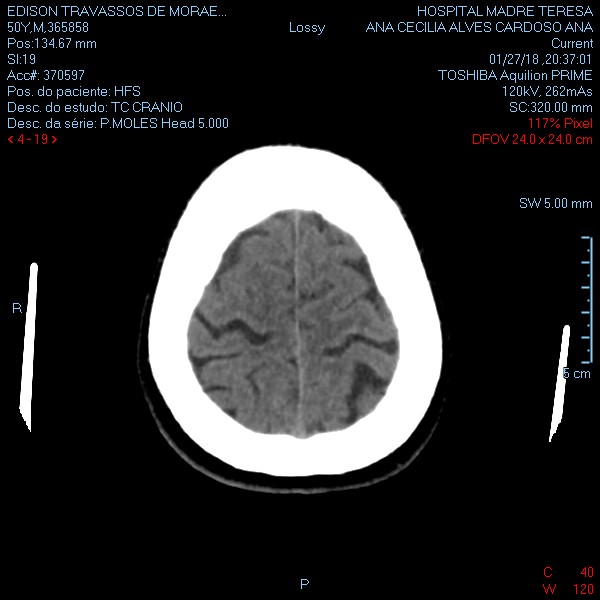 EDISON TRAVASSOS DE MORAE...
50Y,M,365858
Pos:134.67 mm
SI:19
Acc#: 370597
Pos. do paciente: HFS
Desc. do estudo: TC CRANIO
Desc. da série: P.MOLES Head 5.000
< 4 - 19 >
Lossy
HOSPITAL MADRE TERESA
ANA CECILIA ALVES CARDOSO ANA
Current
01/27/18 ,20:37:01
TOSHIBA Aquilion PRIME
120kV, 262mAs
SC:320.00 mm
117% Pixel
DFOV 24.0 x 24.0 cm
SW 5.00 mm
R
5 cm
P
C 40
W 120